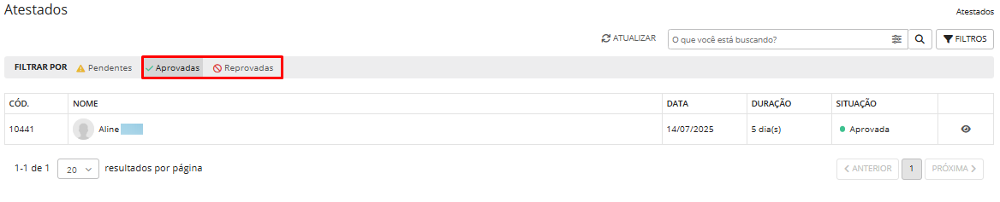 Atestados
Atestados
ATUALIZAR
O que você está buscando?
FILTROS
FILTRAR POR Pendentes Aprovadas Reprovadas
CÓD. NOME DATA DURAÇÃO SITUAÇÃO
10441 Aline 14/07/2025 5 dia(s) Aprovada
1-1 de 1 20 resultados por página ANTERIOR 1 PRÓXIMA